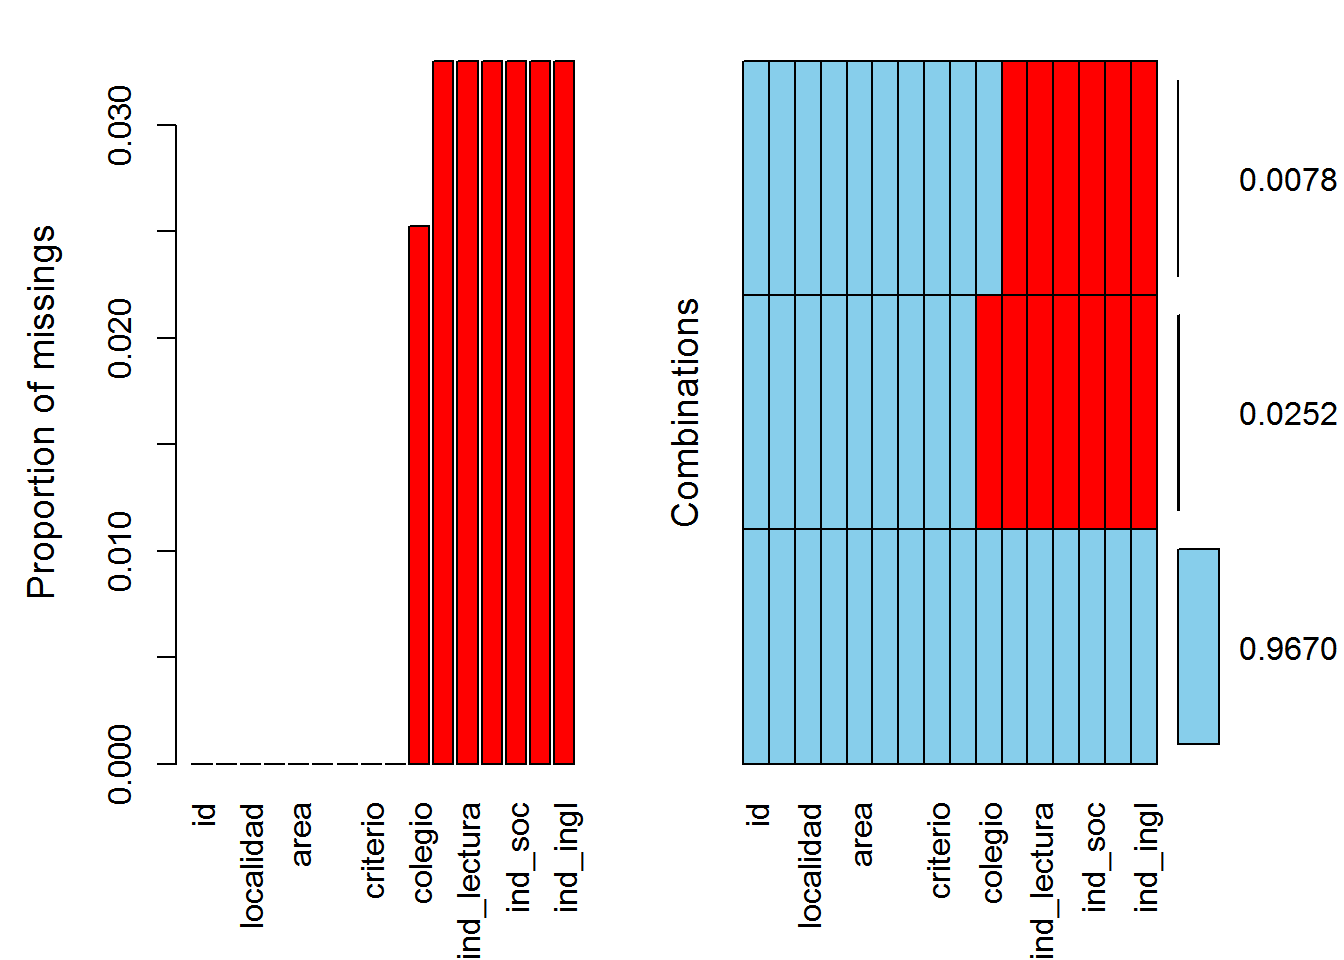 Proportion of missings
0.030
0.020
0.010
0.000
id
localidad
area
criterio
colegio
ind_lectura
ind_soc
ind_ingl
Combinations
0.0078
0.0252
0.9670
id
localidad
area
criterio
colegio
ind_lectura
ind_soc
ind_ingl